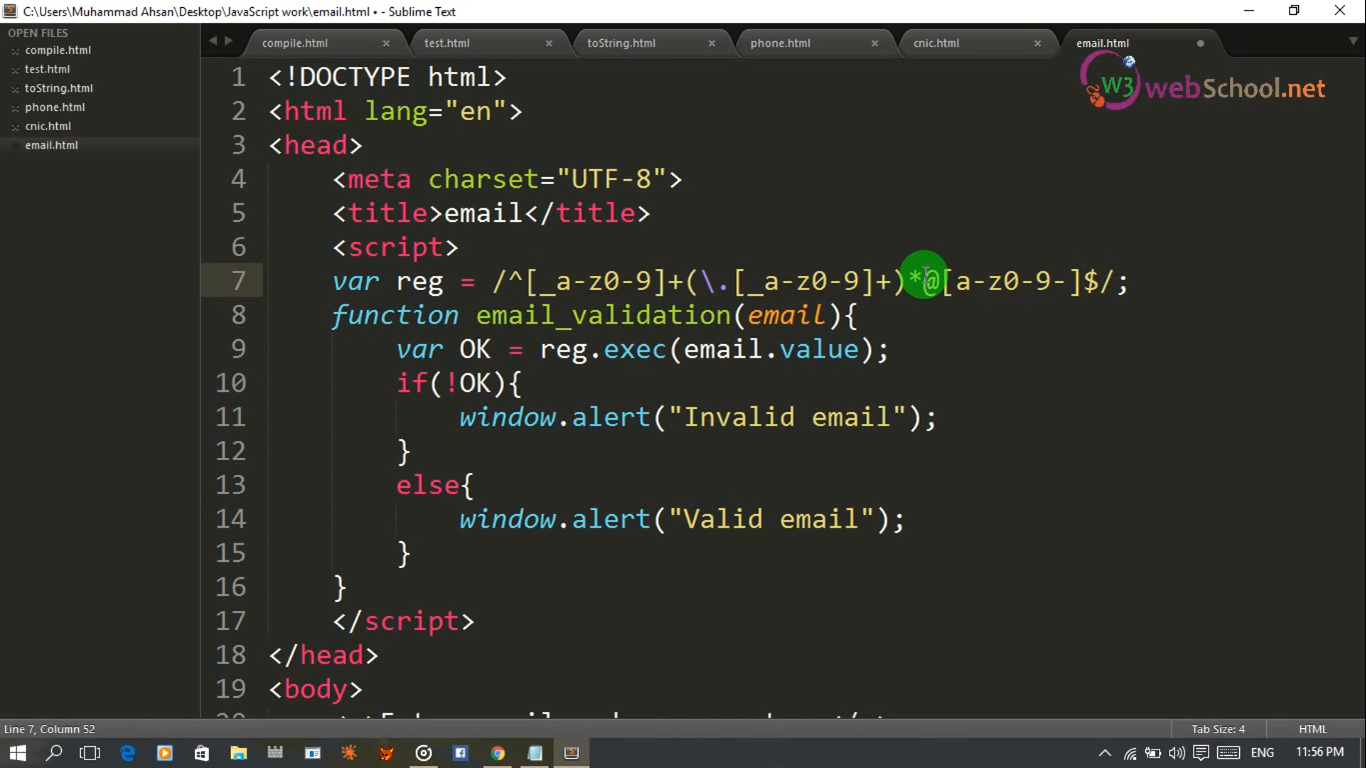 C:\Users\Muhammad Ahsan\Desktop\JavaScript work\email.html • - Sublime Text
OPEN FILES
compile.html
test.html
toString.html
phone.html
cnic.html
email.html
compile.html
test.html
toString.html
phone.html
cnic.html
email.html
W3
webSchool.net
1 <!DOCTYPE html>
2 <html lang="en">
3 <head>
4 <meta charset="UTF-8">
5 <title>email</title>
6 <script>
7 var reg = /^[_a-z0-9]+(\.[_a-z0-9]+)*@[a-z0-9-]$/;
8 function email_validation(email){
9 var OK = reg.exec(email.value);
10 if(!OK){
11 window.alert("Invalid email");
12 }
13 else{
14 window.alert("Valid email");
15 }
16 }
17 </script>
18 </head>
19 <body>
Line 7, Column 52
Tab Size: 4
HTML
ENG
11:56 PM